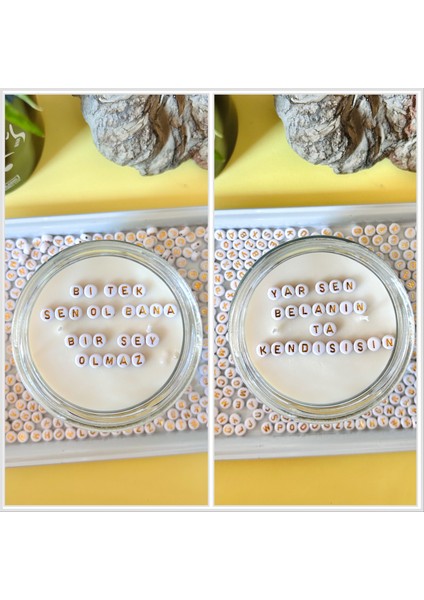 BI TEK
SEN OL BANA
BIR SEY
OLMAZ
YAR SEN
BELANIN
TA
KENDISISIN